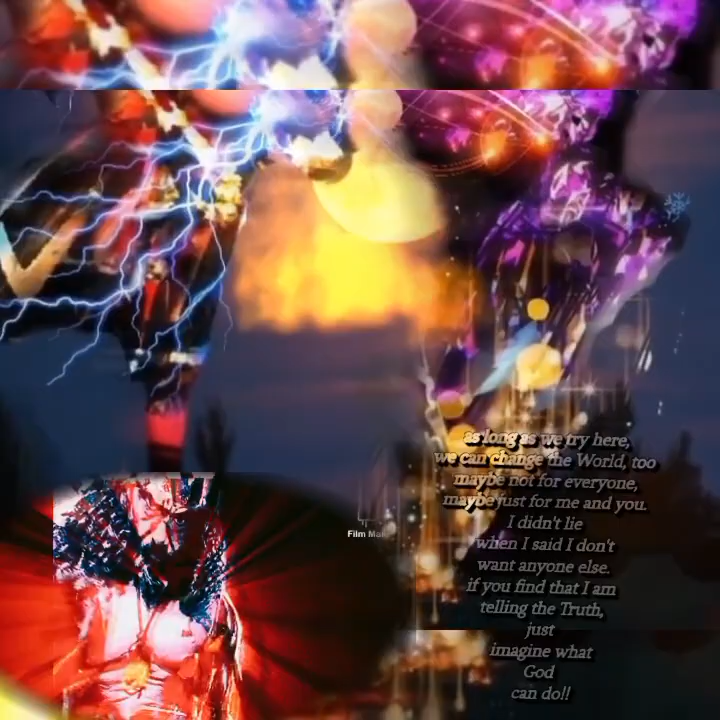 as long as we try here,
we can change the World, too
maybe not for everyone,
maybe just for me and you.
I didn't lie
when I said I don't
want anyone else.
if you find that I am
telling the Truth,
just
imagine what
God
can do!!
Film